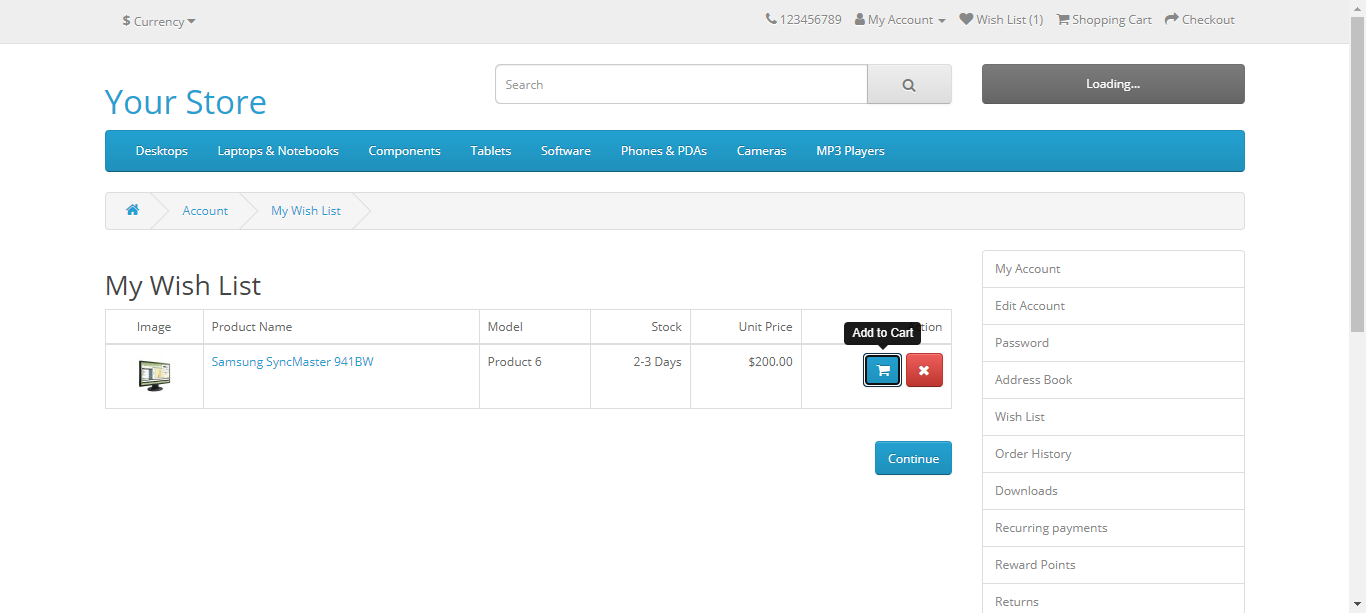 $ Currency
123456789 My Account Wish List (1) Shopping Cart Checkout
Your Store
Search
Loading...
Desktops Laptops & Notebooks Components Tablets Software Phones & PDAs Cameras MP3 Players
Account My Wish List
My Wish List
Image Product Name Model Stock Unit Price tion
Add to Cart
Samsung SyncMaster 941BW Product 6 2-3 Days $200.00
Continue
My Account
Edit Account
Password
Address Book
Wish List
Order History
Downloads
Recurring payments
Reward Points
Returns